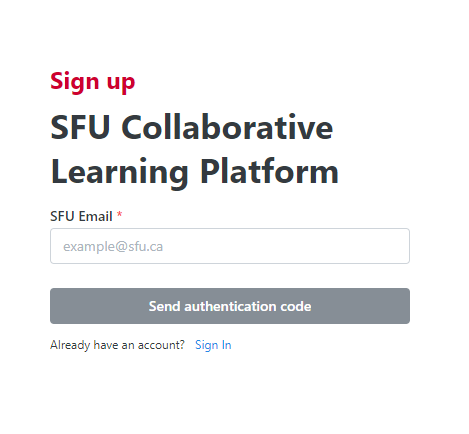 Sign up
SFU Collaborative
Learning Platform
SFU Email *
example@sfu.ca
Send authentication code
Already have an account? Sign In